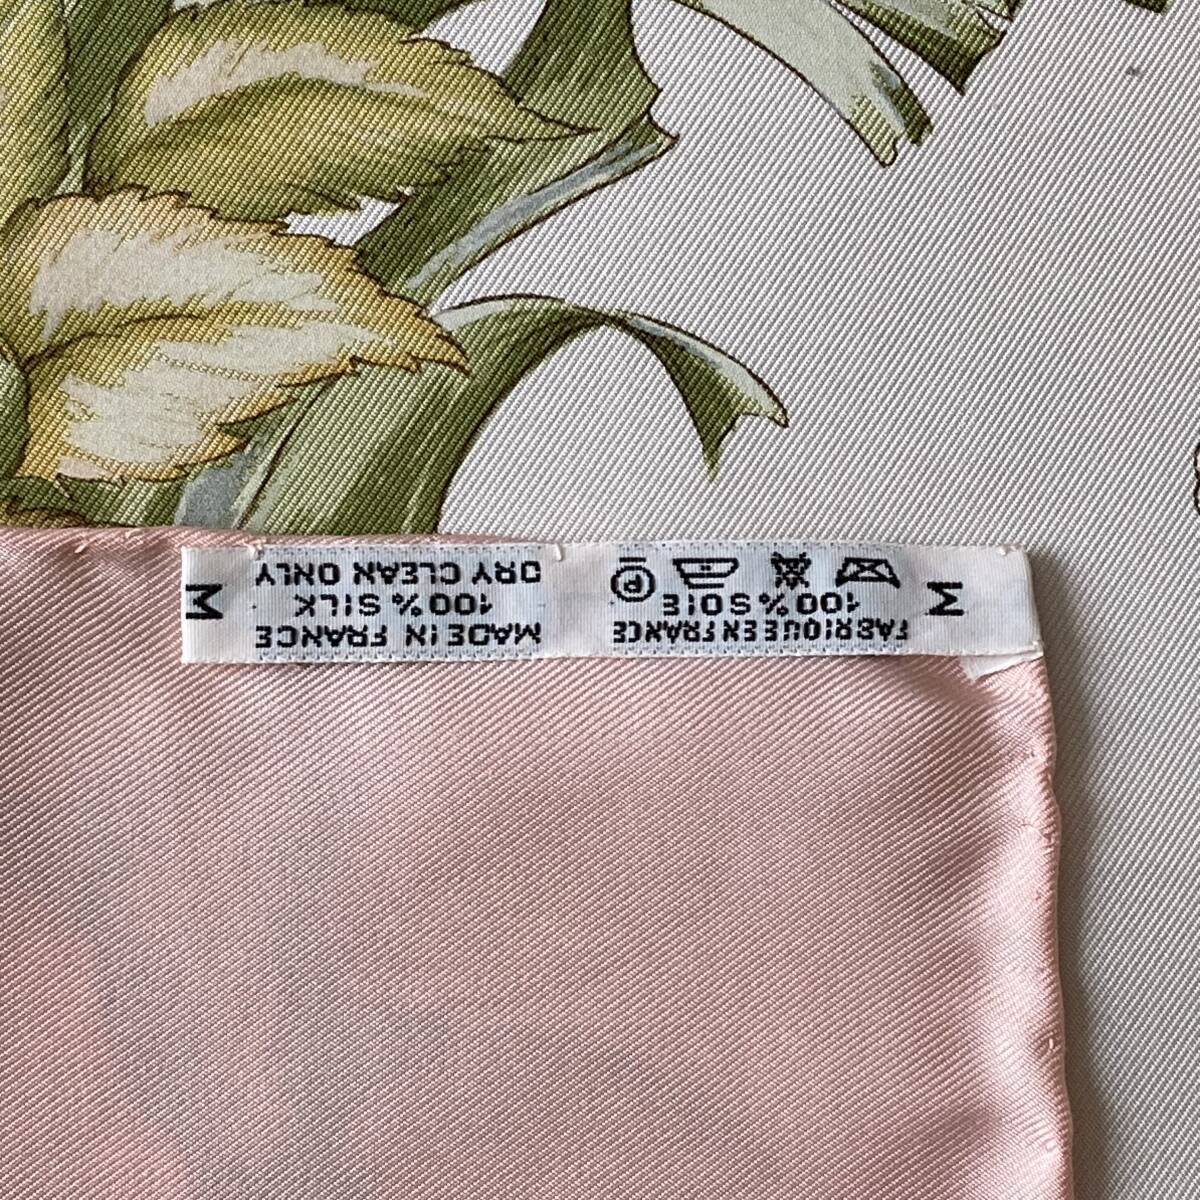 M
FABRIQUE EN FRANCE
100% SOIE
P
MADE IN FRANCE
100% SILK
DRY CLEAN ONLY
M